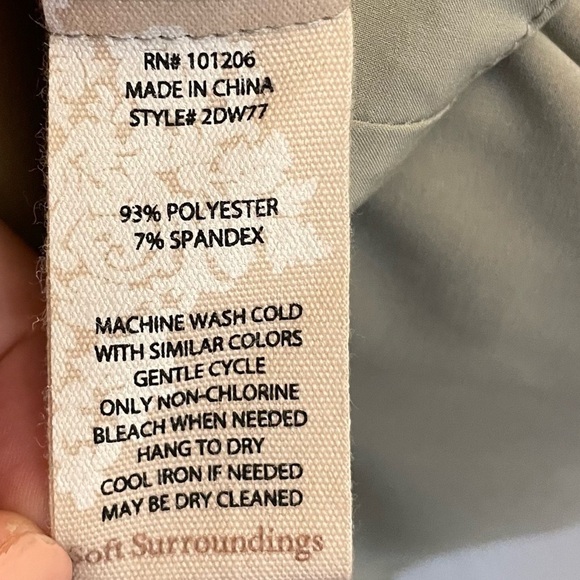 RN# 101206
MADE IN CHINA
STYLE# 2DW77
93% POLYESTER
7% SPANDEX
MACHINE WASH COLD
WITH SIMILAR COLORS
GENTLE CYCLE
ONLY NON-CHLORINE
BLEACH WHEN NEEDED
HANG TO DRY
COOL IRON IF NEEDED
MAY BE DRY CLEANED
Soft Surroundings